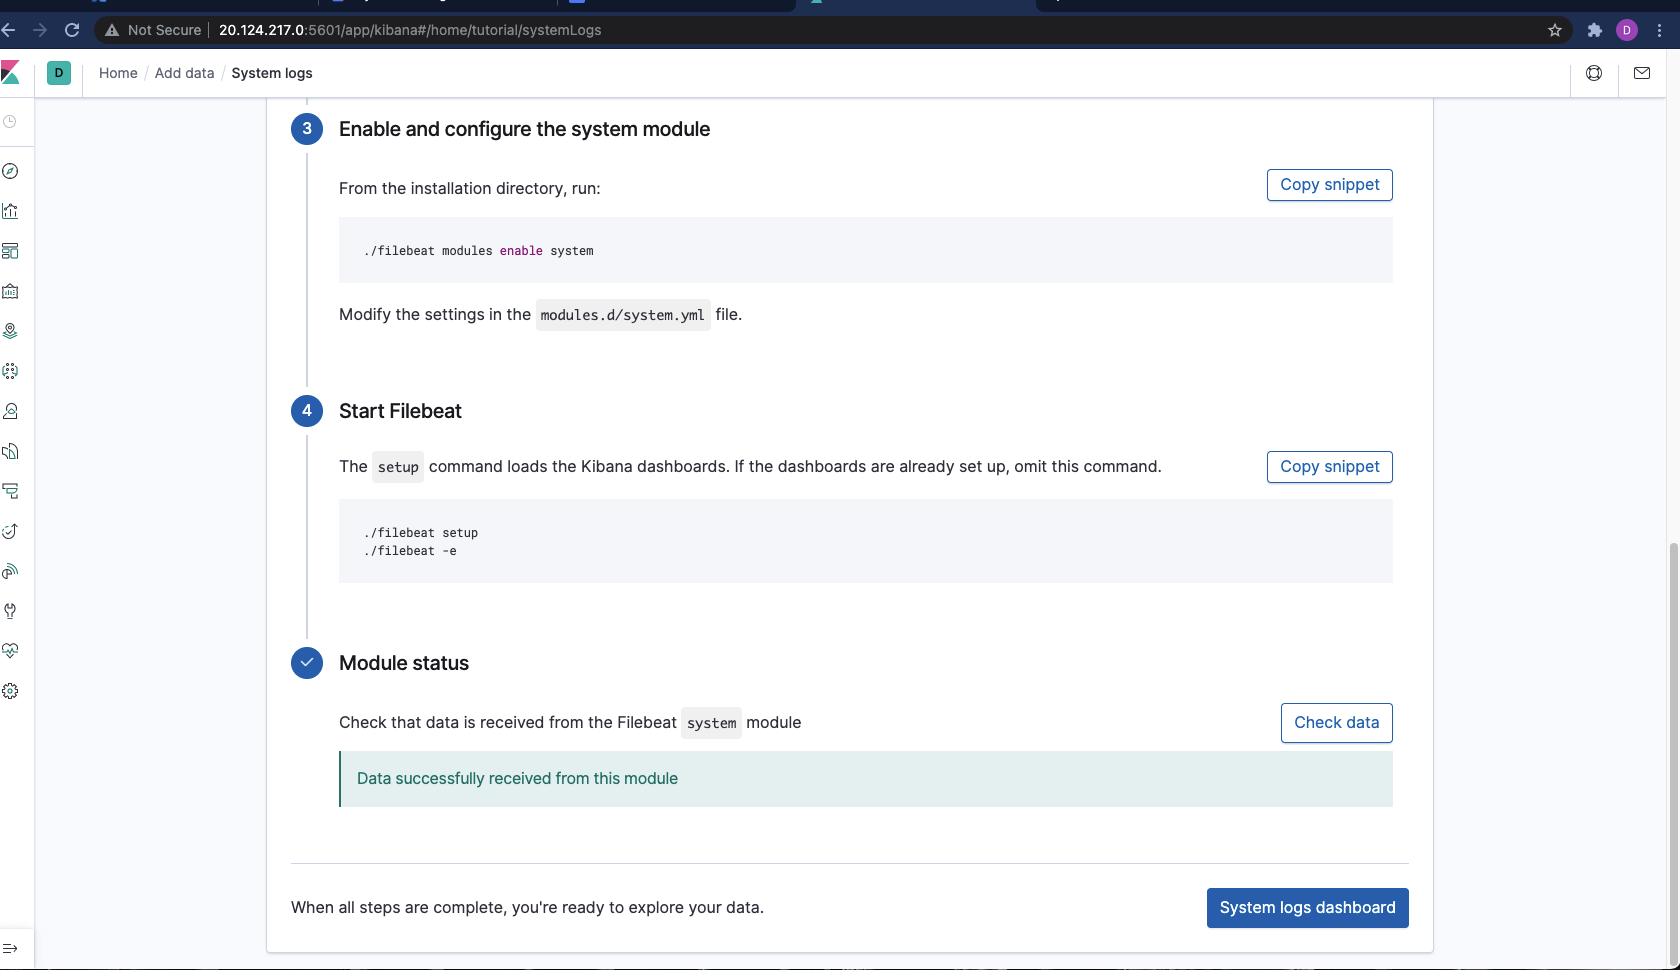 Not Secure | 20.124.217.0:5601/app/kibana#/home/tutorial/systemLogs
D
D
Home / Add data / System logs
3
Enable and configure the system module
From the installation directory, run:
Copy snippet
./filebeat modules enable system
Modify the settings in the modules.d/system.yml file.
4
Start Filebeat
The setup command loads the Kibana dashboards. If the dashboards are already set up, omit this command.
Copy snippet
./filebeat setup
./filebeat -e
Module status
Check that data is received from the Filebeat system module
Check data
Data successfully received from this module
When all steps are complete, you're ready to explore your data.
System logs dashboard